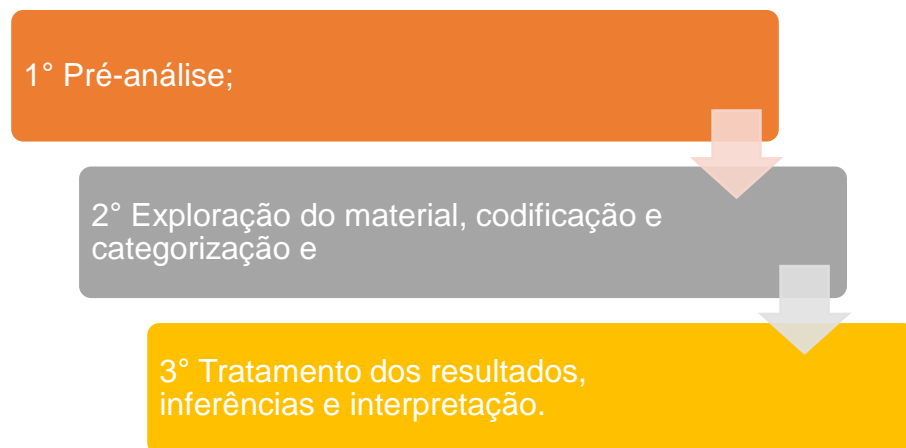 1° Pré-análise;
2° Exploração do material, codificação e
categorização e
3° Tratamento dos resultados,
inferências e interpretação.